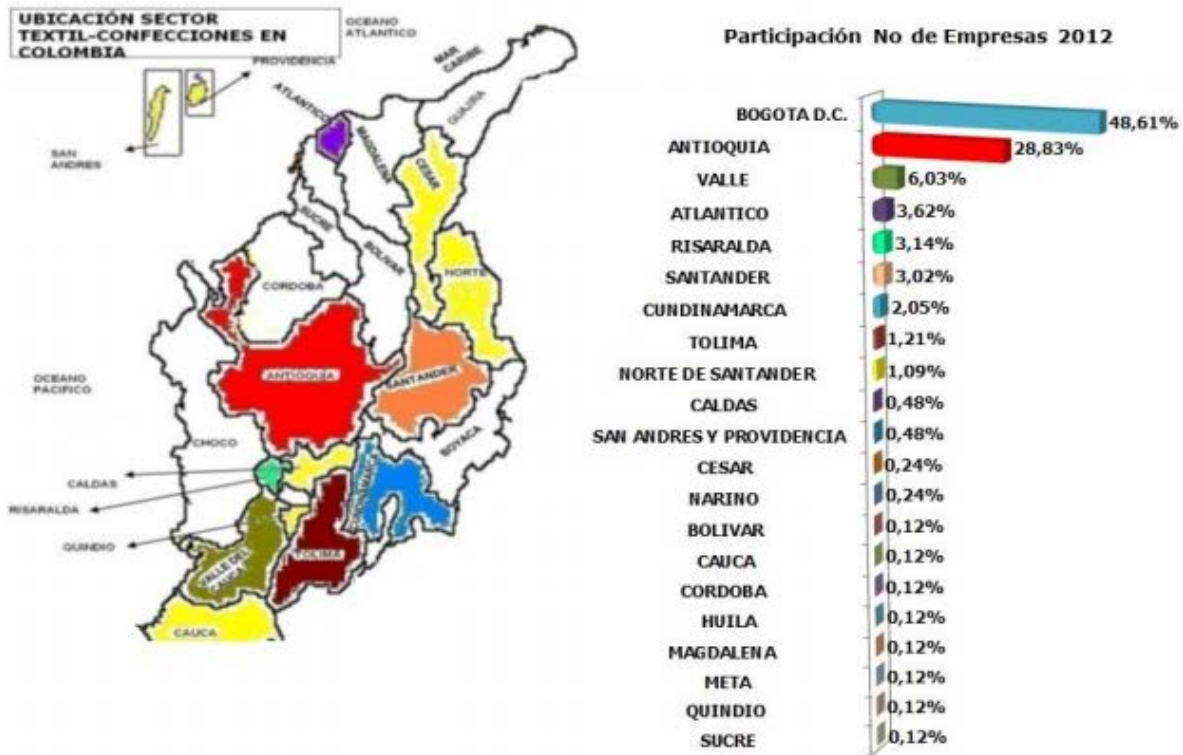 UBICACIÓN SECTOR
TEXTIL-CONFECCIONES EN
COLOMBIA
OCEANO
ATLANTICO
PROVIDENCIA
MAR
CARIBE
SAN
ANDRES
ATLANTICO
MAGDALENA
GUAJIRA
CESAR
SUCRE
BOLIVAR
NORTE
CORDOBA
OCEANO
PACIFICO
ANTIOQUIA
SANTANDER
CHOCO
BOYACA
CALDAS
CUNDINAMARCA
RISARALDA
QUINDIO
TOLIMA
VALLE DEL
CAUCA
CAUCA
Participación No de Empresas 2012
BOGOTA D.C. 48,61%
ANTIOQUIA 28,83%
VALLE 6,03%
ATLANTICO 3,62%
RISARALDA 3,14%
SANTANDER 3,02%
CUNDINAMARCA 2,05%
TOLIMA 1,21%
NORTE DE SANTANDER 1,09%
CALDAS 0,48%
SAN ANDRES Y PROVIDENCIA 0,48%
CESAR 0,24%
NARINO 0,24%
BOLIVAR 0,12%
CAUCA 0,12%
CORDOBA 0,12%
HUILA 0,12%
MAGDALENA 0,12%
META 0,12%
QUINDIO 0,12%
SUCRE 0,12%